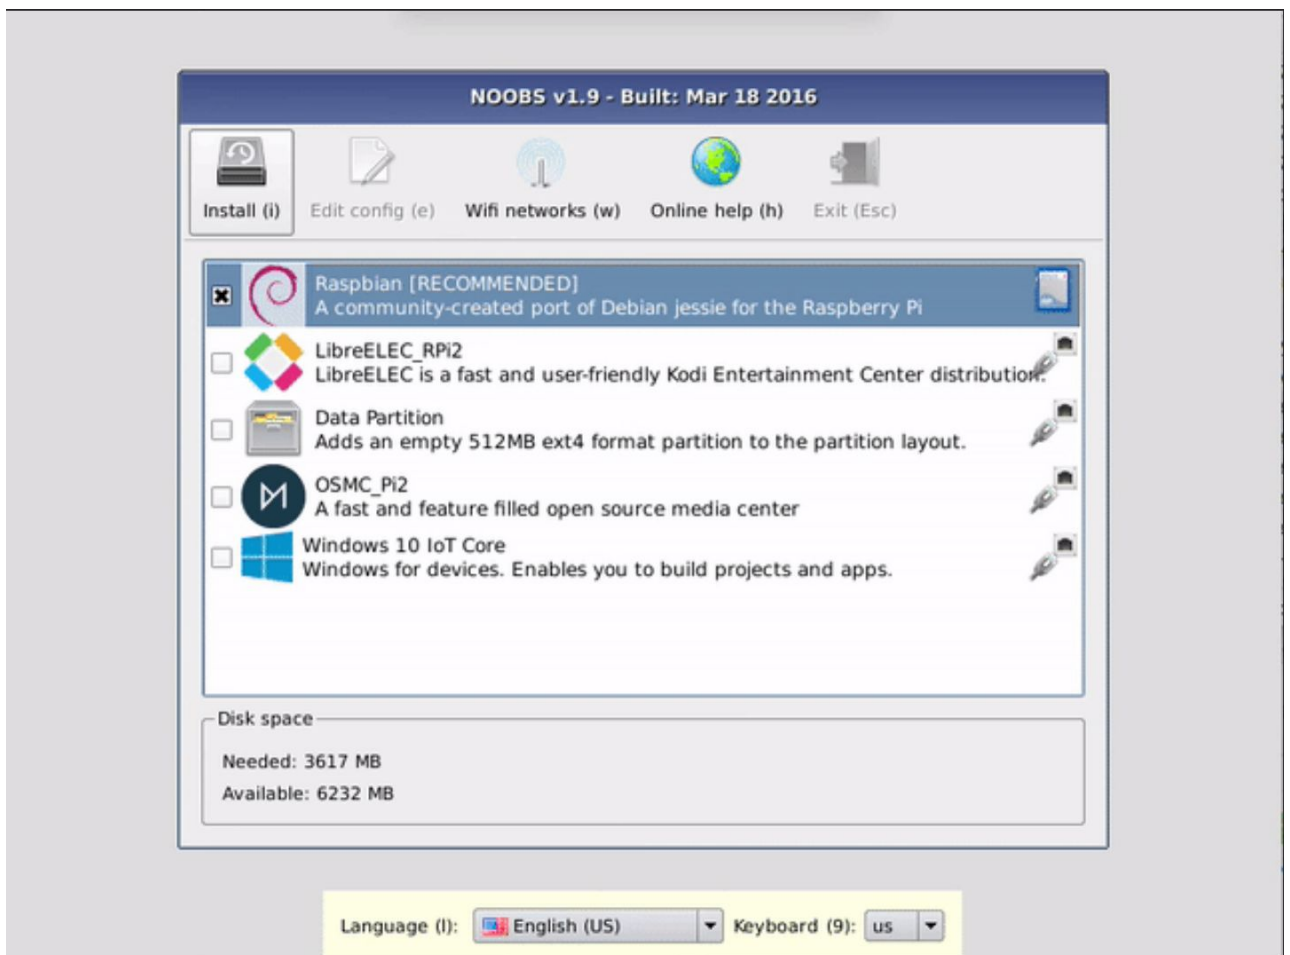 NOOBS v1.9 - Built: Mar 18 2016
Install (i)
Edit config (e)
Wifi networks (w)
Online help (h)
Exit (Esc)
Raspbian [RECOMMENDED]
A community-created port of Debian jessie for the Raspberry Pi
LibreELEC_RPi2
LibreELEC is a fast and user-friendly Kodi Entertainment Center distribution.
Data Partition
Adds an empty 512MB ext4 format partition to the partition layout.
OSMC_Pi2
A fast and feature filled open source media center
Windows 10 IoT Core
Windows for devices. Enables you to build projects and apps.
Disk space
Needed: 3617 MB
Available: 6232 MB
Language (l): English (US) Keyboard (9): us